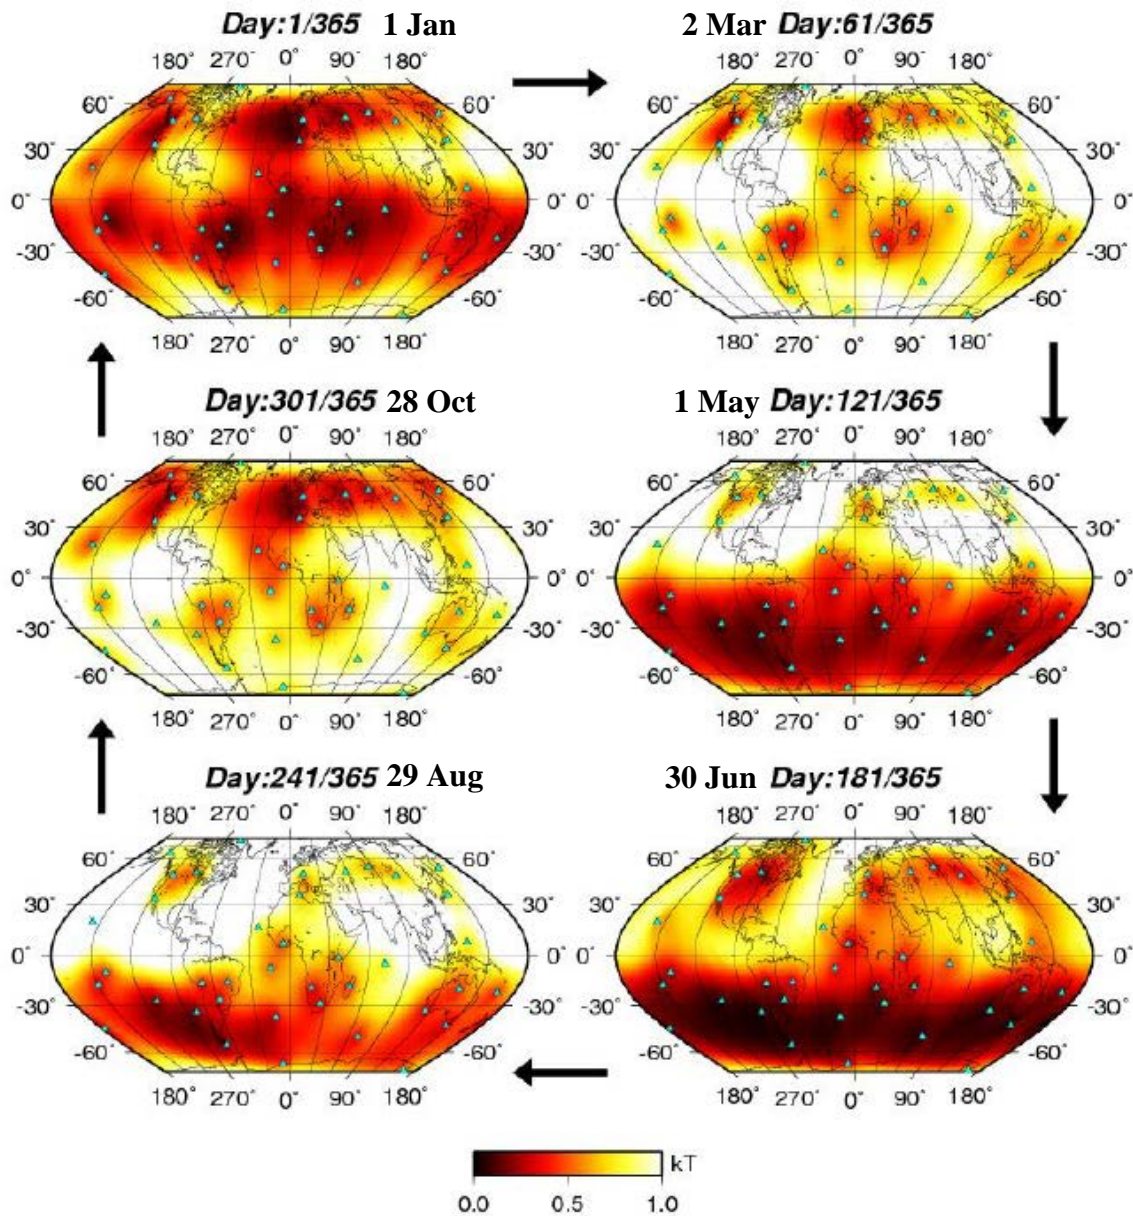 Day:1/365 1 Jan
2 Mar Day:61/365
180° 270° 0° 90° 180°
180° 270° 0° 90° 180°
60° 60° 60° 60°
30° 30° 30° 30°
0° 0° 0° 0°
-30° -30° -30° -30°
-60° -60° -60° -60°
180° 270° 0° 90° 180°
180° 270° 0° 90° 180°
Day:301/365 28 Oct
1 May Day:121/365
180° 270° 0° 90° 180°
180° 270° 0° 90° 180°
60° 60° 60° 60°
30° 30° 30° 30°
0° 0° 0° 0°
-30° -30° -30° -30°
-60° -60° -60° -60°
180° 270° 0° 90° 180°
180° 270° 0° 90° 180°
Day:241/365 29 Aug
30 Jun Day:181/365
180° 270° 0° 90° 180°
180° 270° 0° 90° 180°
60° 60° 60° 60°
30° 30° 30° 30°
0° 0° 0° 0°
-30° -30° -30° -30°
-60° -60° -60° -60°
180° 270° 0° 90° 180°
180° 270° 0° 90° 180°
kT
0.0 0.5 1.0